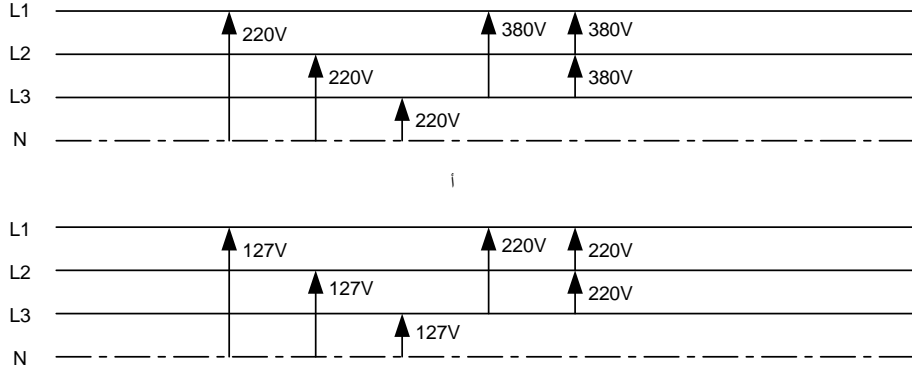 L1 220V 380V 380V
L2 220V 380V
L3 220V
N
أ
L1 127V 220V 220V
L2 127V 220V
L3 127V
N